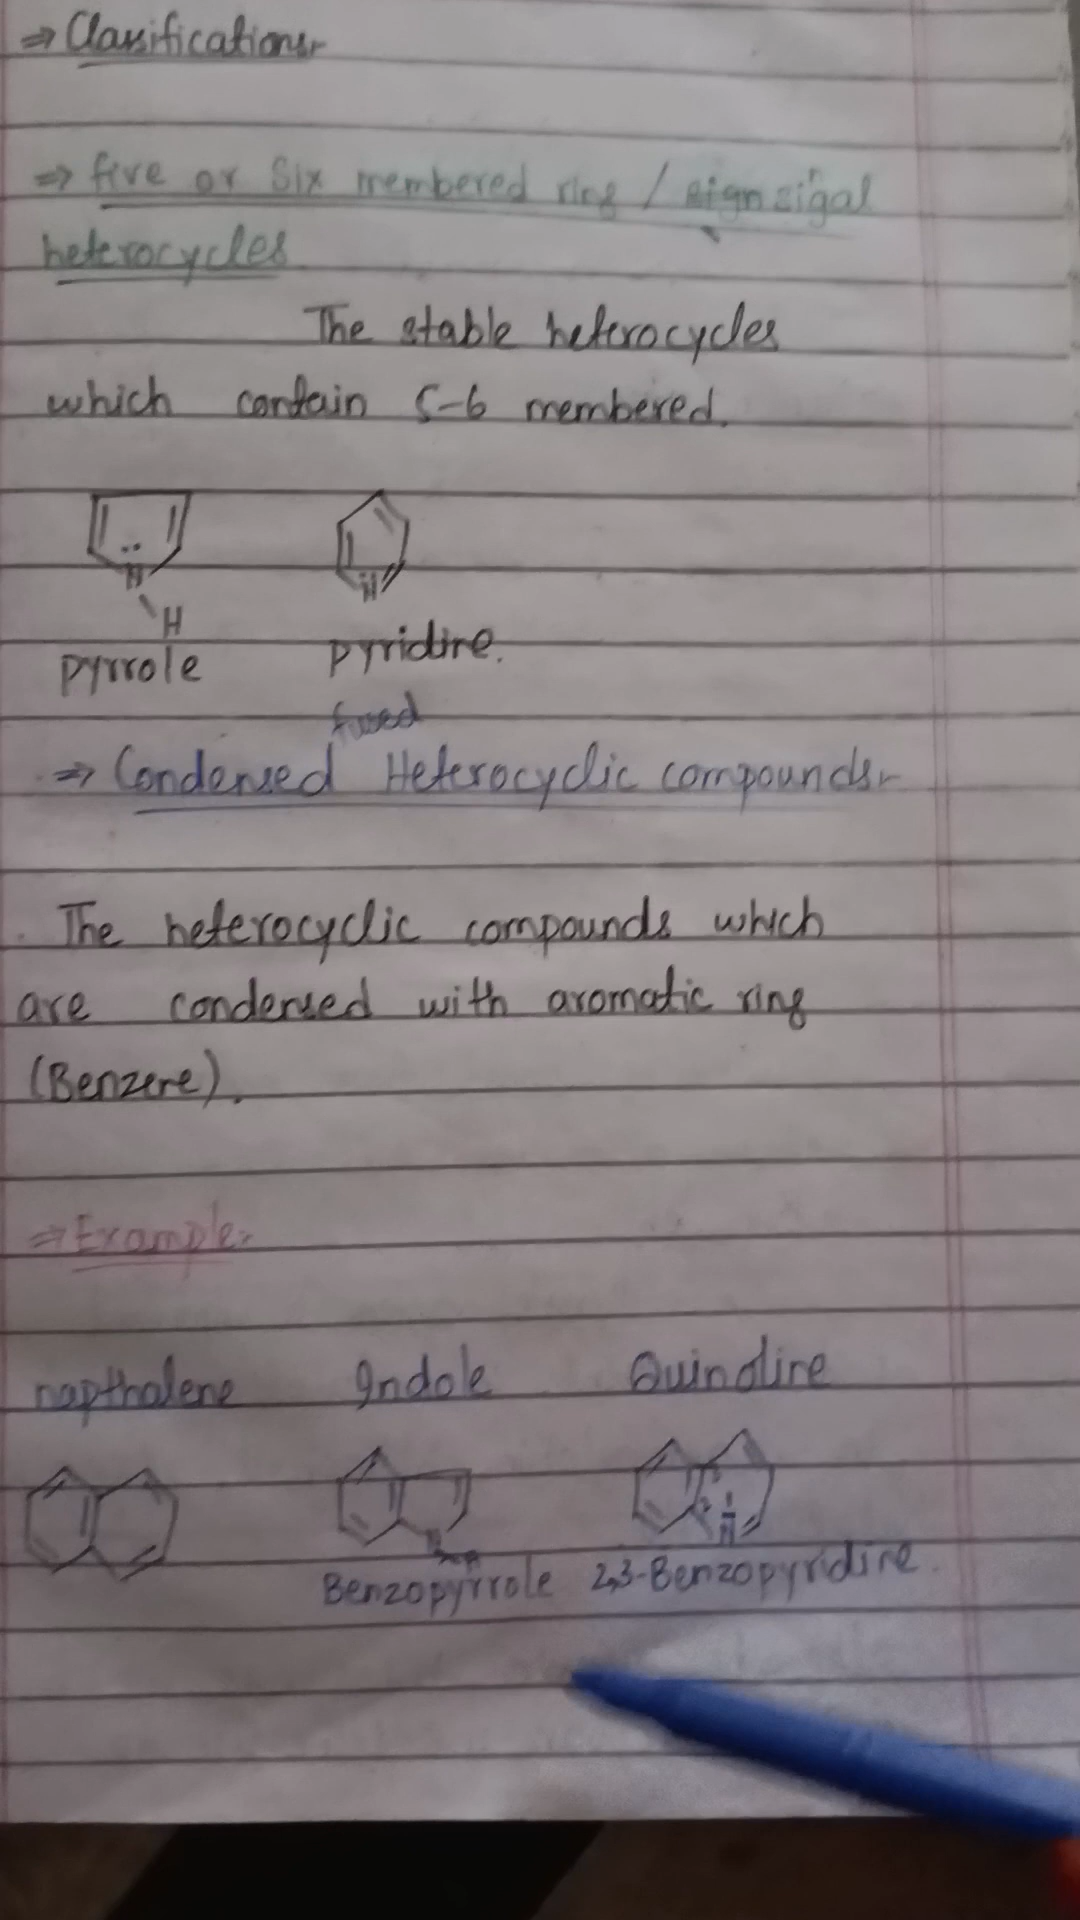 ⇒ Classification:-
⇒ five or Six membered ring /
heterocycles
The stable heterocycles
which contain 5-6 membered.
N
H
N
pyrrole pyridine.
fused
⇒ Condensed Heterocyclic compounds:-
The heterocyclic compounds which
are condensed with aromatic ring
(Benzene).
⇒ Example:-
napthalene Indole Quinoline
N
Benzopyrrole 2,3-Benzopyridine.